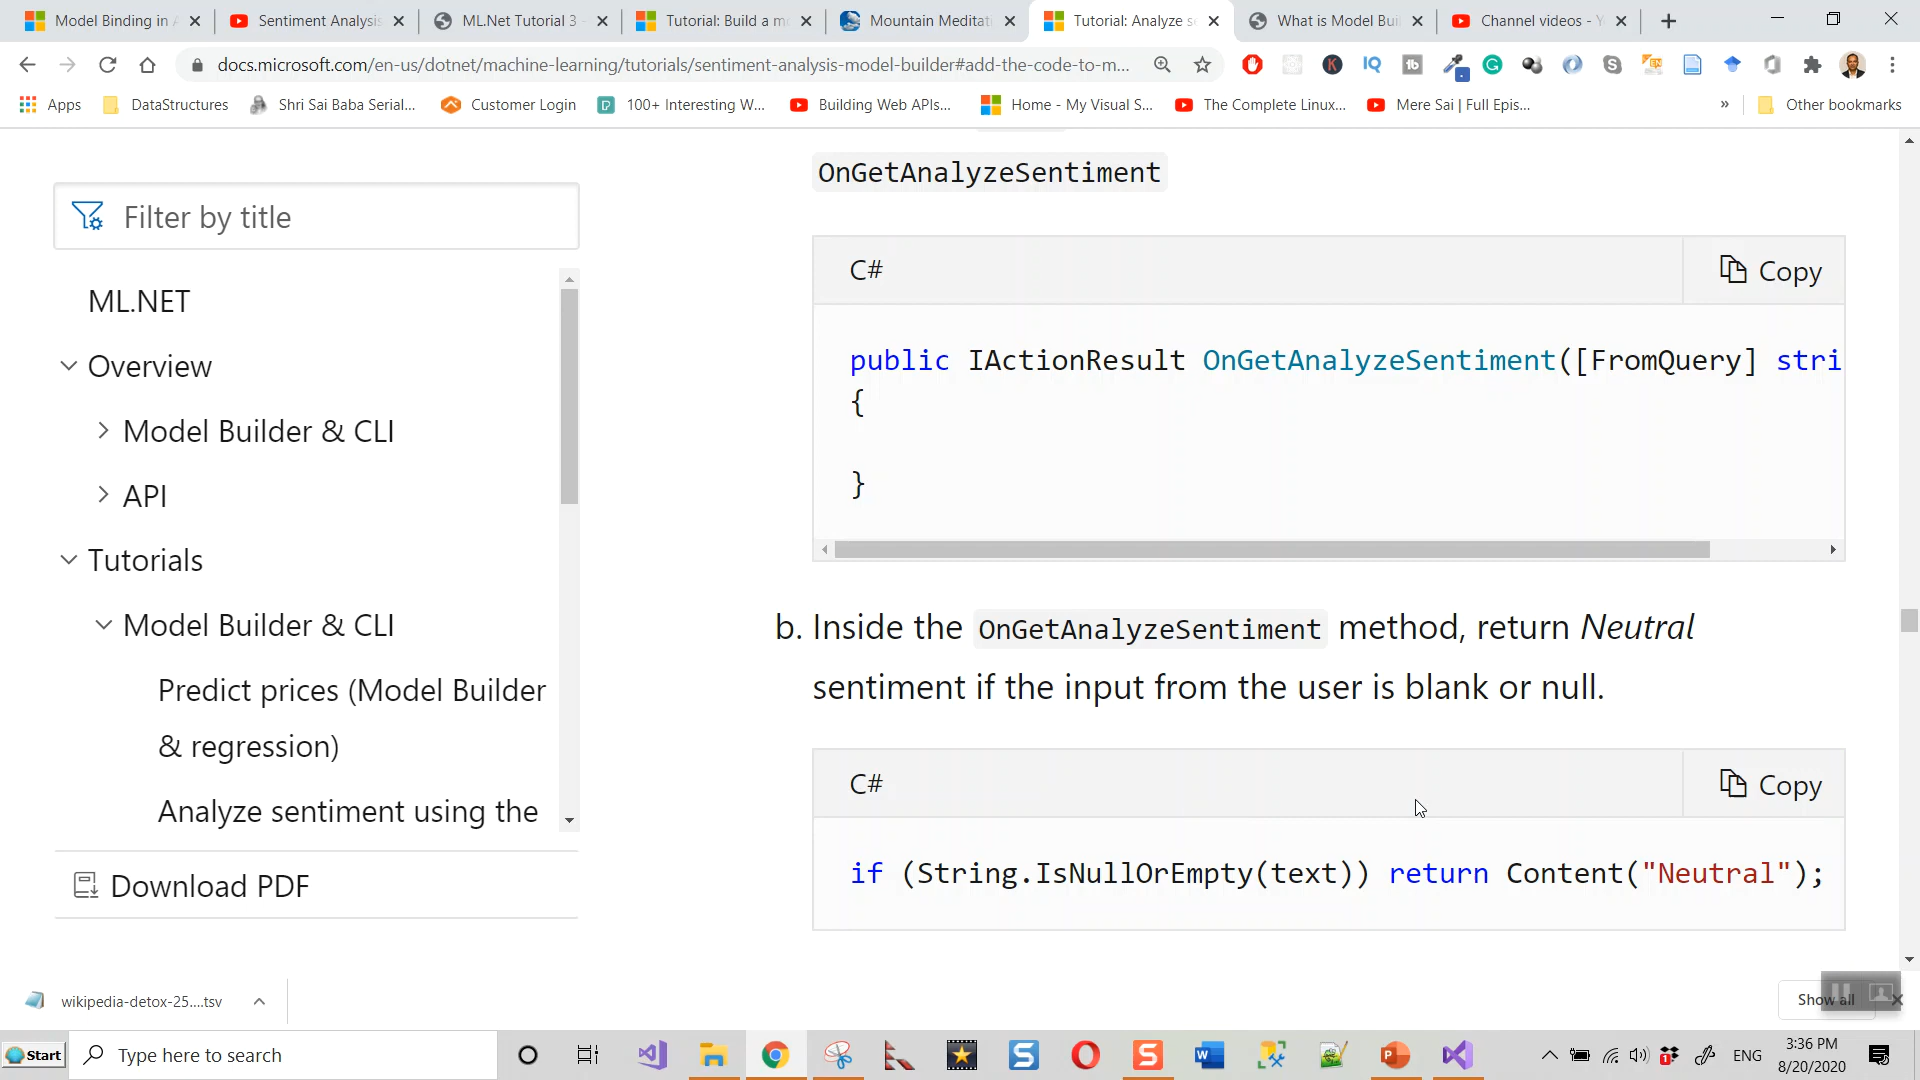 Model Binding in A
Sentiment Analysis
ML.Net Tutorial 3 -
Tutorial: Build a mo
Mountain Meditati
Tutorial: Analyze se
What is Model Buil
Channel videos - Yo
docs.microsoft.com/en-us/dotnet/machine-learning/tutorials/sentiment-analysis-model-builder#add-the-code-to-m...
Apps
DataStructures
Shri Sai Baba Serial...
Customer Login
100+ Interesting W...
Building Web APIs...
Home - My Visual S...
The Complete Linux...
Mere Sai | Full Epis...
»
Other bookmarks
Filter by title
ML.NET
Overview
Model Builder & CLI
API
Tutorials
Model Builder & CLI
Predict prices (Model Builder
& regression)
Analyze sentiment using the
Download PDF
OnGetAnalyzeSentiment
C#
Copy
public IActionResult OnGetAnalyzeSentiment([FromQuery] stri
{
}
b. Inside the OnGetAnalyzeSentiment method, return Neutral
sentiment if the input from the user is blank or null.
C#
Copy
if (String.IsNullOrEmpty(text)) return Content("Neutral");
wikipedia-detox-25....tsv
Show all
Start
Type here to search
ENG
3:36 PM
8/20/2020